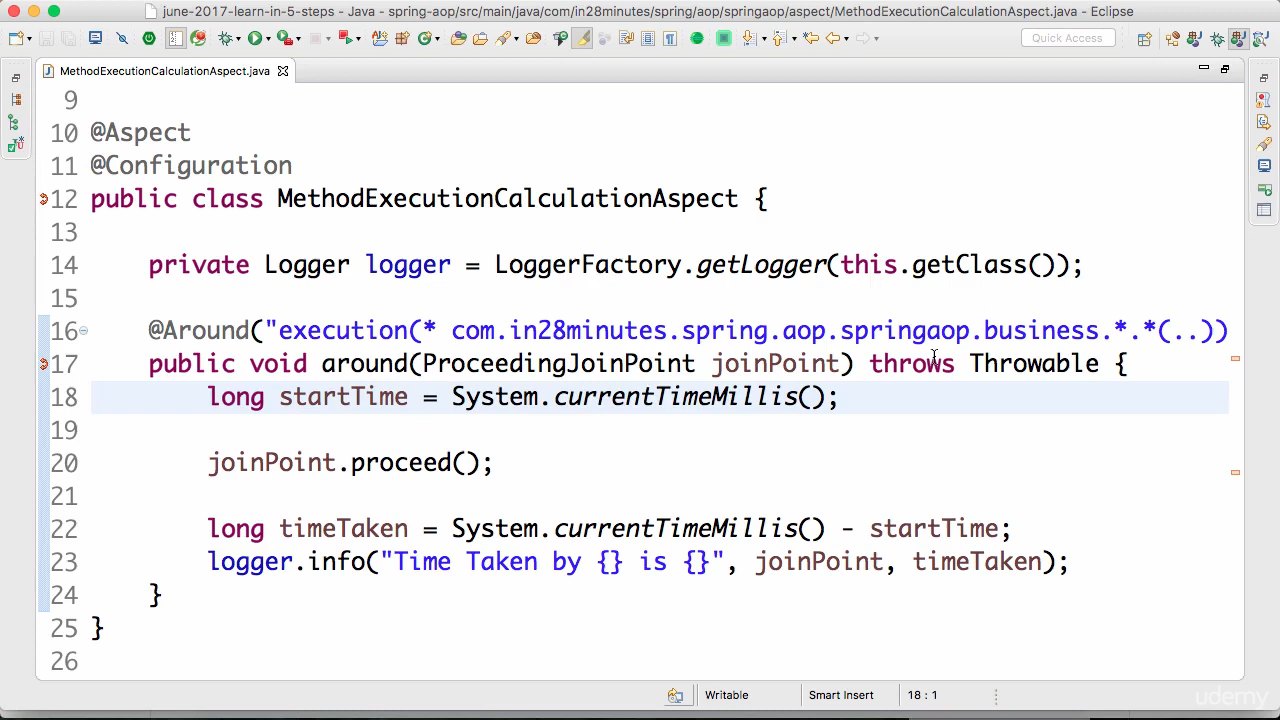 june-2017-learn-in-5-steps - Java - spring-aop/src/main/java/com/in28minutes/spring/aop/springaop/aspect/MethodExecutionCalculationAspect.java - Eclipse
Quick Access
MethodExecutionCalculationAspect.java
9
10 @Aspect
11 @Configuration
12 public class MethodExecutionCalculationAspect {
13
14 private Logger logger = LoggerFactory.getLogger(this.getClass());
15
16 @Around("execution(* com.in28minutes.spring.aop.springaop.business.*.*(..))
17 public void around(ProceedingJoinPoint joinPoint) throws Throwable {
18 long startTime = System.currentTimeMillis();
19
20 joinPoint.proceed();
21
22 long timeTaken = System.currentTimeMillis() - startTime;
23 logger.info("Time Taken by {} is {}", joinPoint, timeTaken);
24 }
25 }
26
Writable Smart Insert 18 : 1
udemy